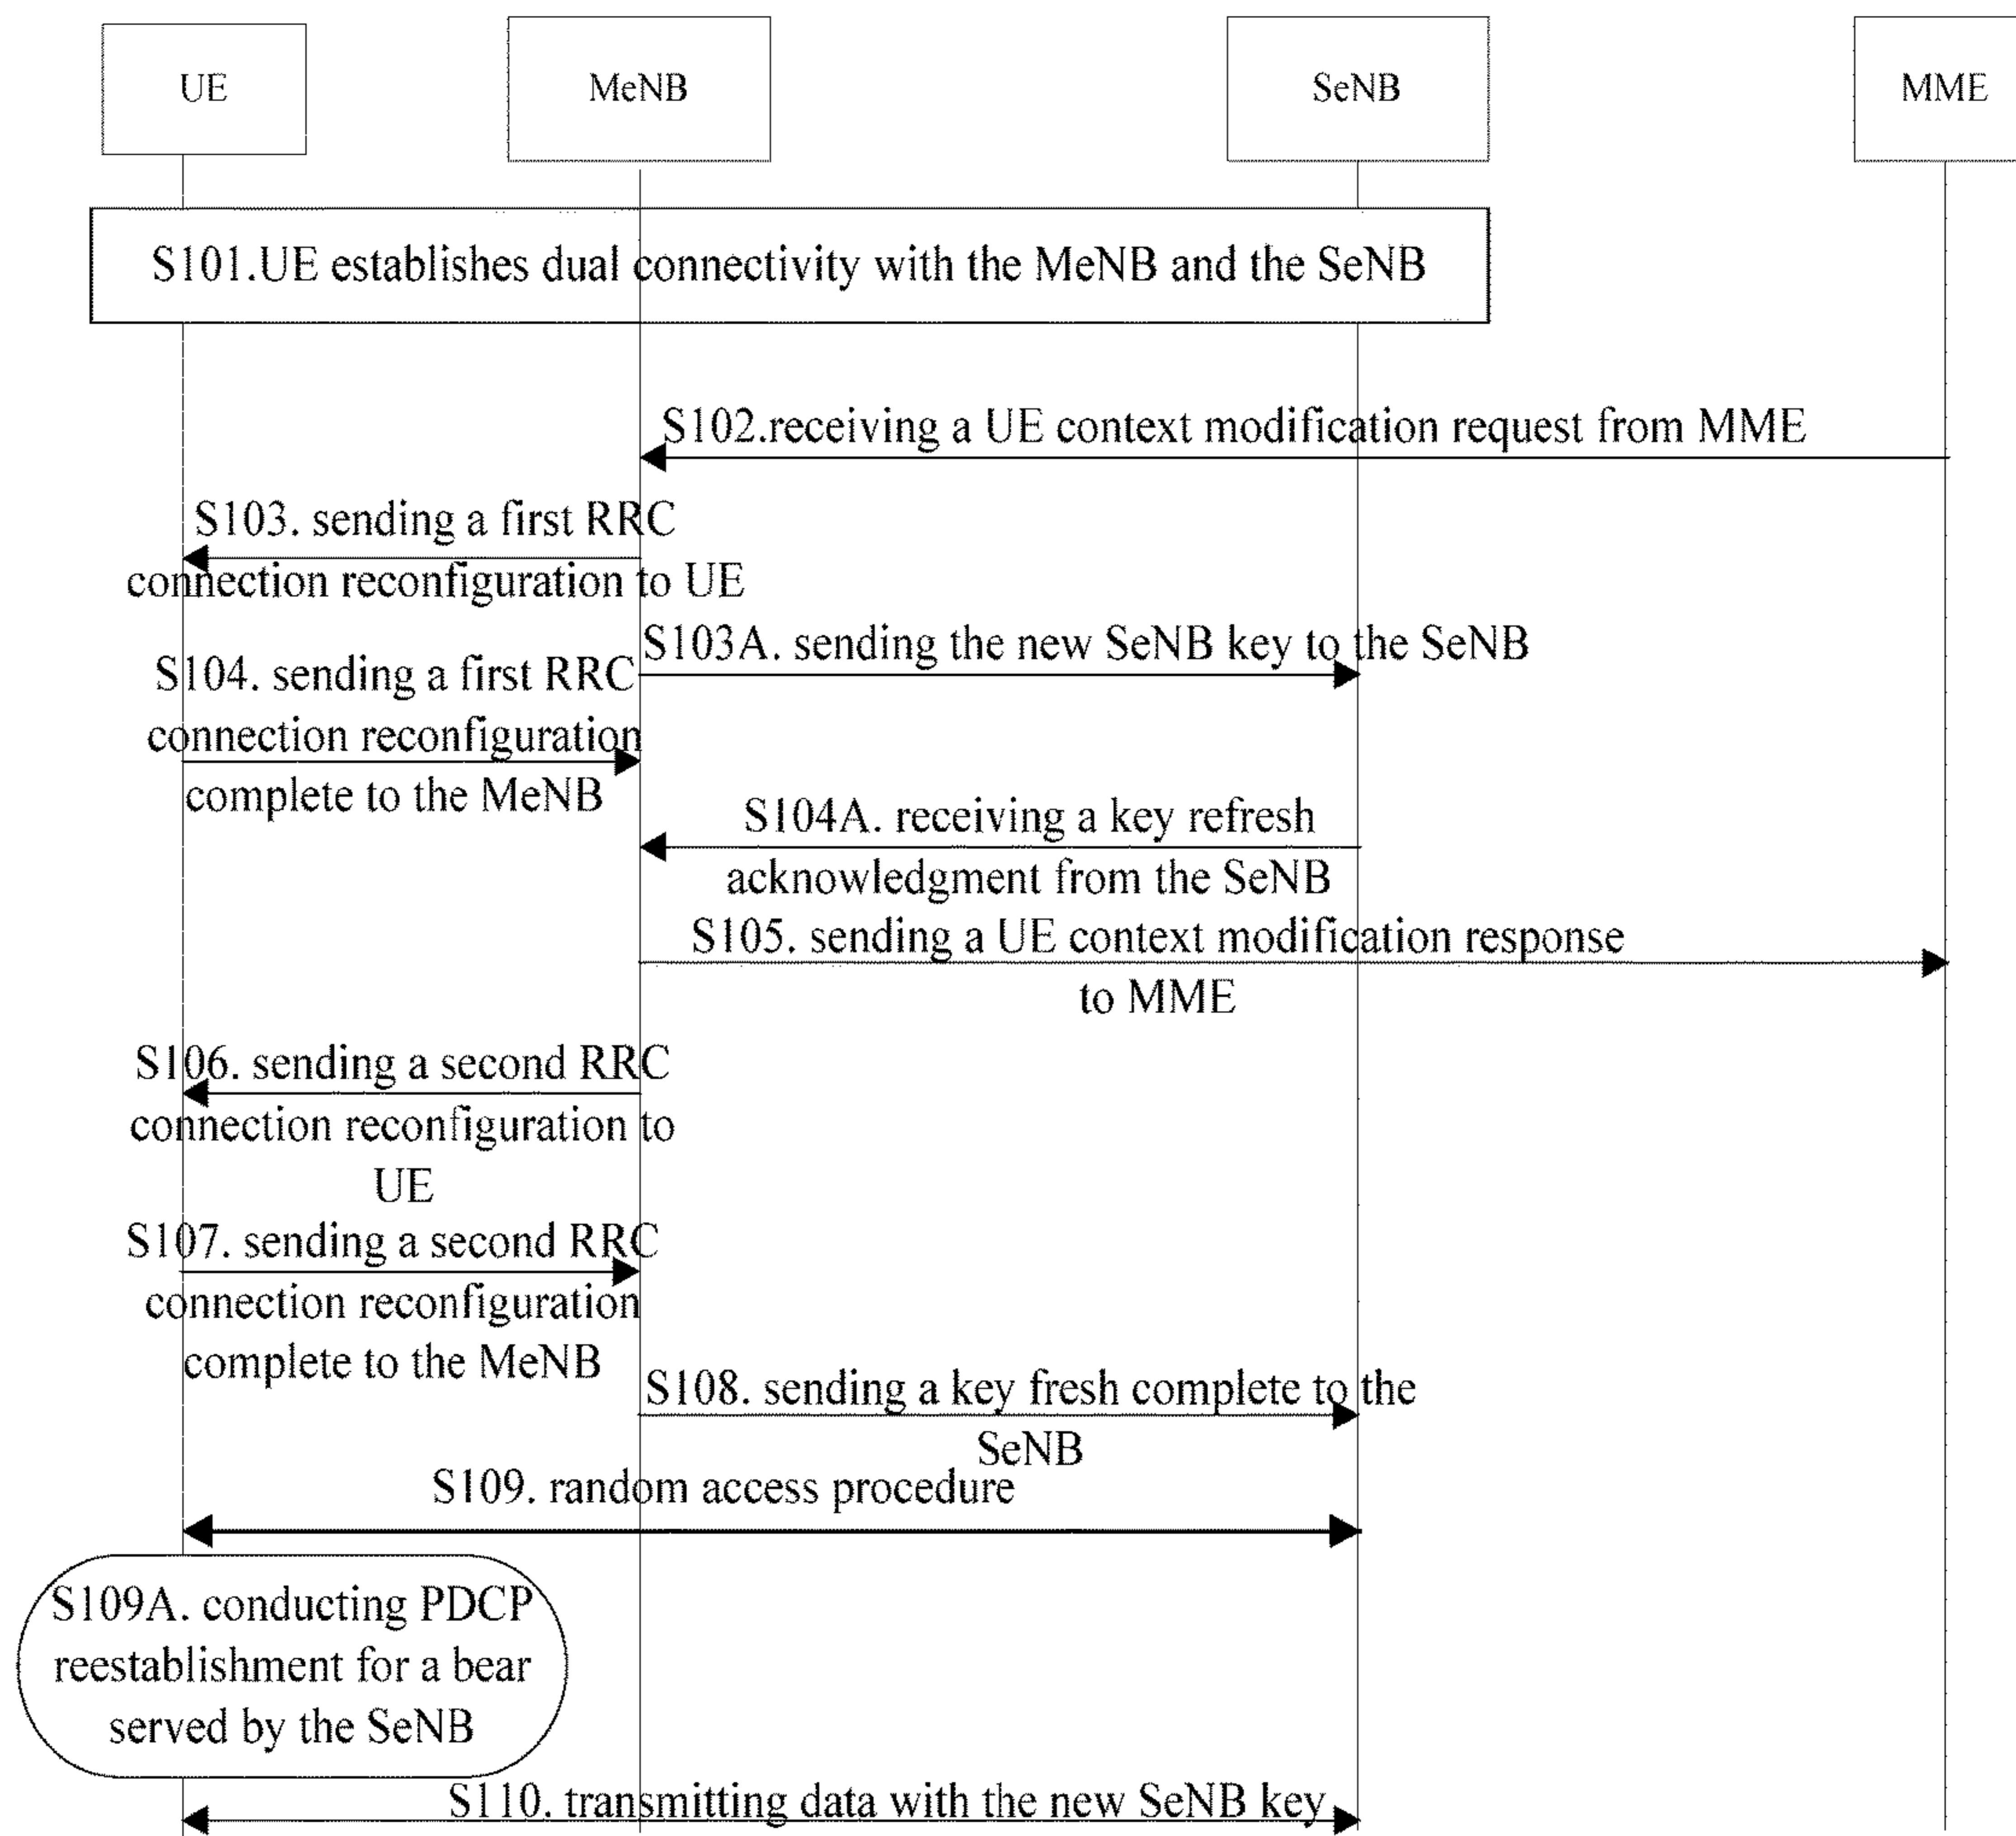 UE
MeNB
SeNB
MME
S101.UE establishes dual connectivity with the MeNB and the SeNB
S102.receiving a UE context modification request from MME
S103. sending a first RRC
connection reconfiguration to UE
S103A. sending the new SeNB key to the SeNB
S104. sending a first RRC
connection reconfiguration
complete to the MeNB
S104A. receiving a key refresh
acknowledgment from the SeNB
S105. sending a UE context modification response
to MME
S106. sending a second RRC
connection reconfiguration to
UE
S107. sending a second RRC
connection reconfiguration
complete to the MeNB
S108. sending a key fresh complete to the
SeNB
S109. random access procedure
S109A. conducting PDCP
reestablishment for a bear
served by the SeNB
S110. transmitting data with the new SeNB key